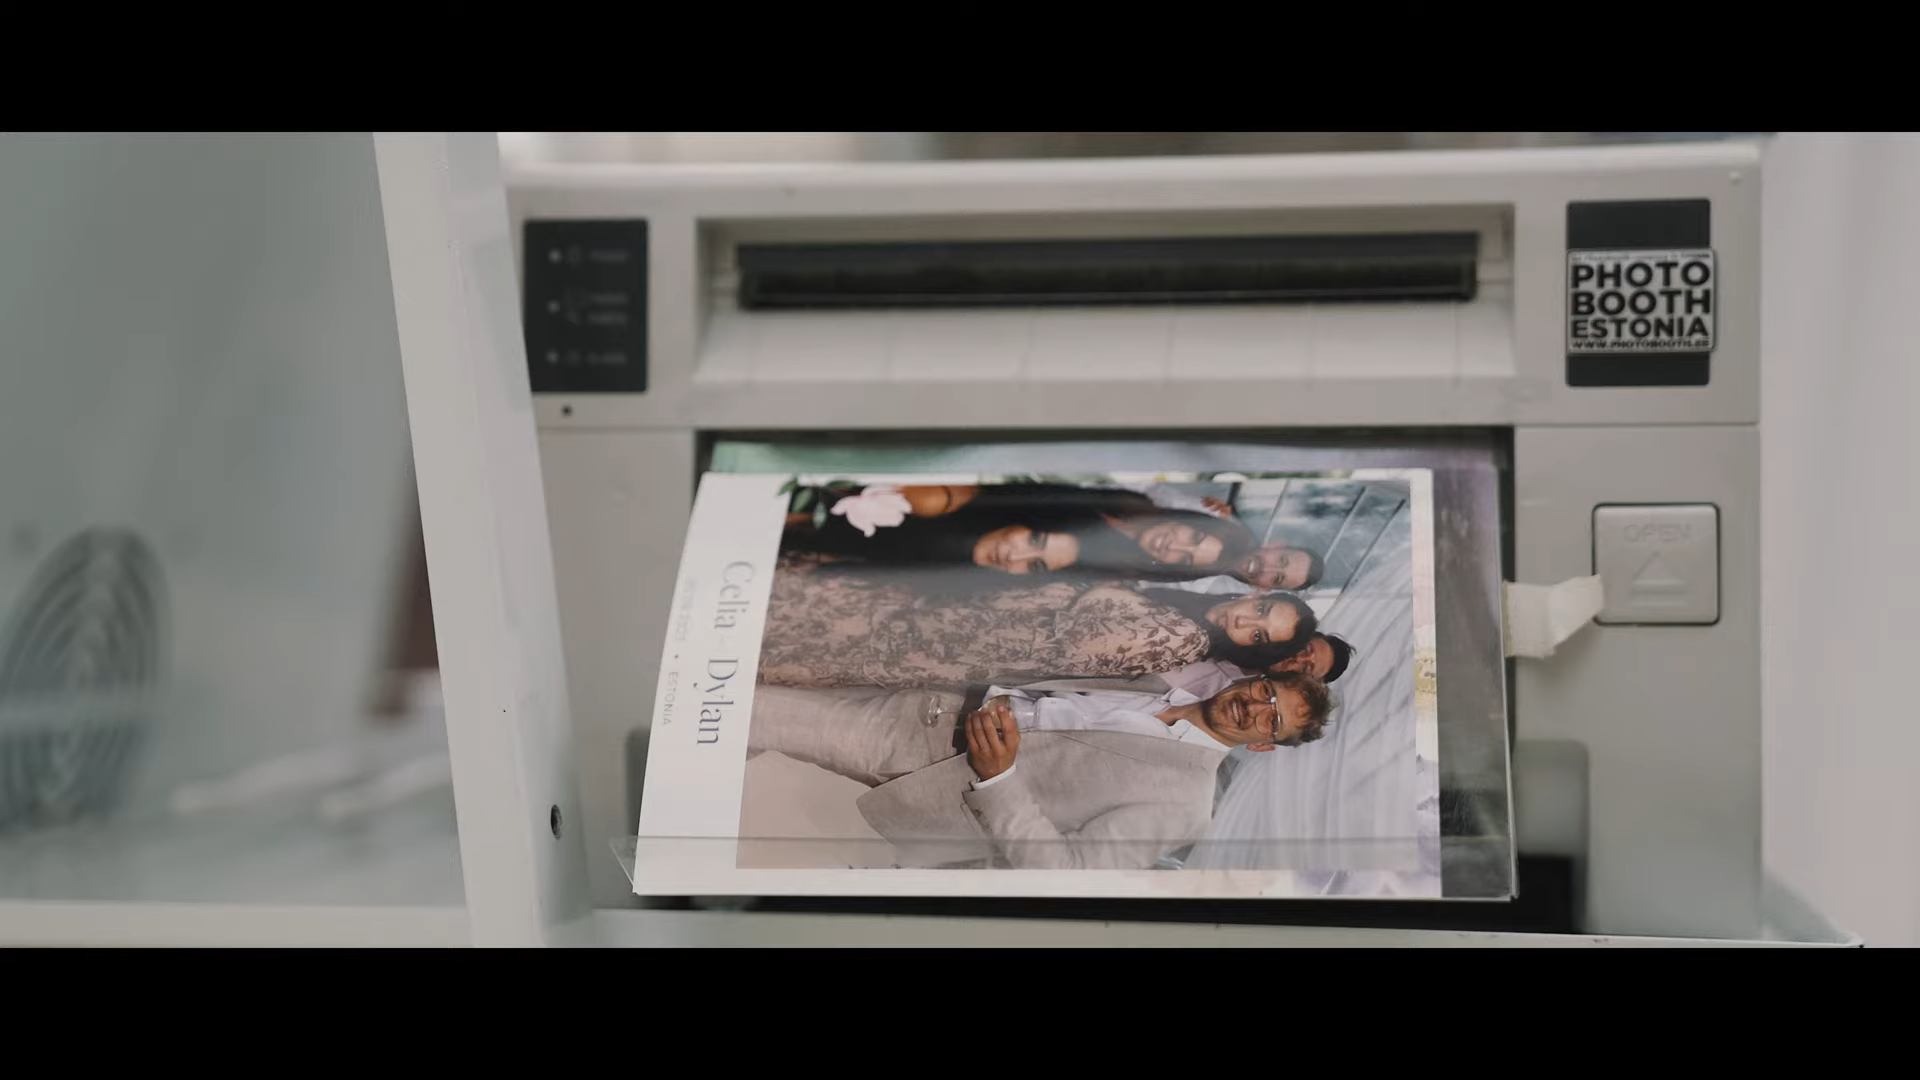 PHOTO
BOOTH
ESTONIA
WWW.PHOTOBOOTH.EE
OPEN
Celia Dylan
• ESTONIA